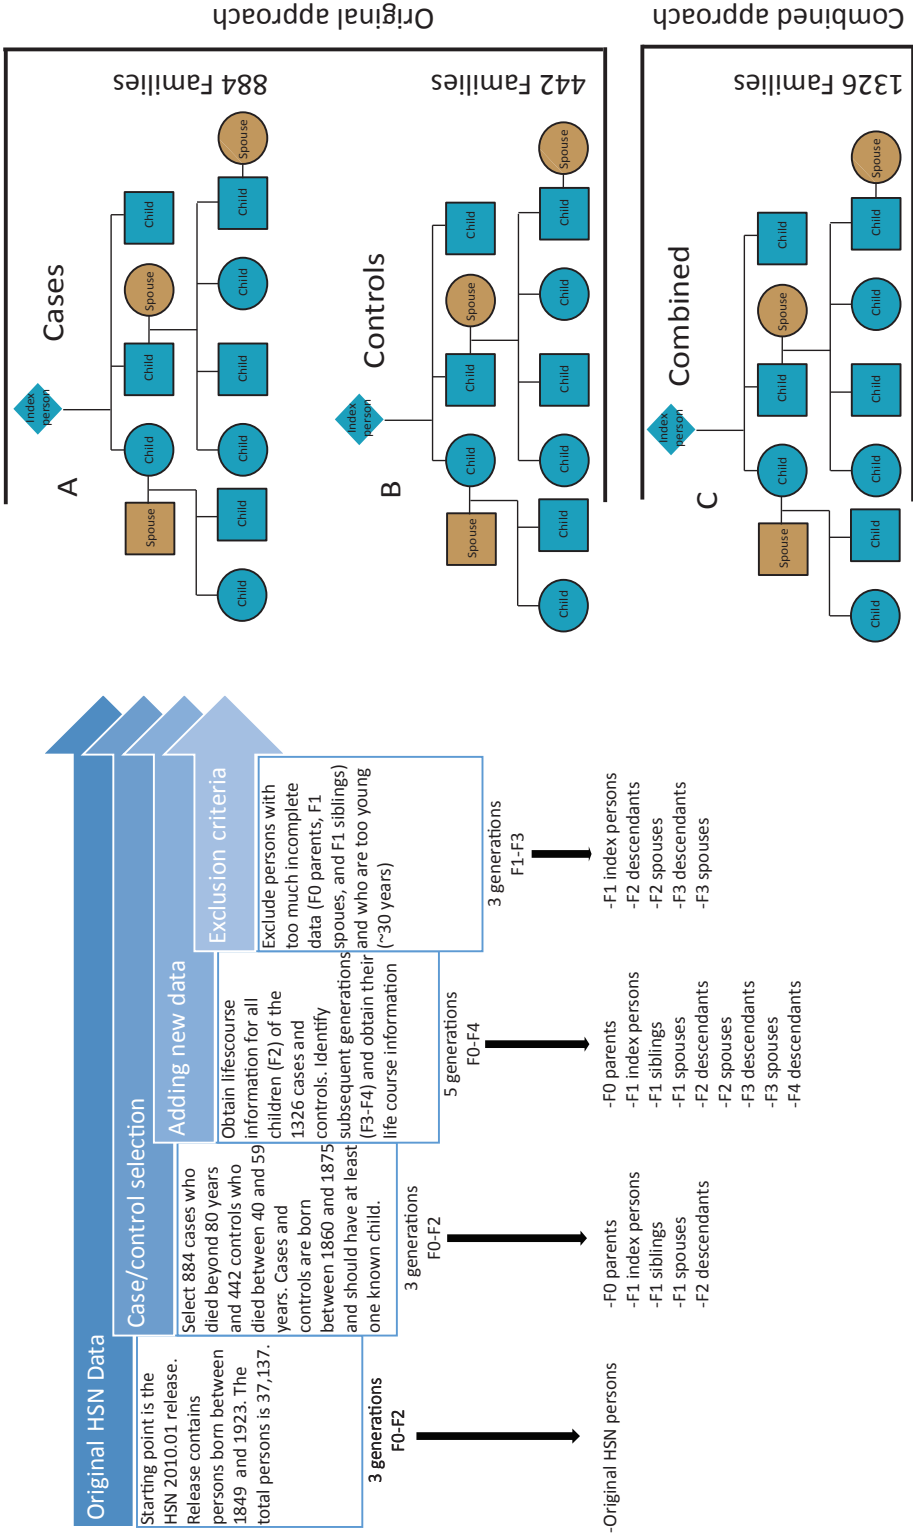 Original HSN Data
Starting point is the
HSN 2010.01 release.
Release contains
persons born between
1849 and 1923. The
total persons is 37,137.
3 generations
F0-F2
-Original HSN persons
Case/control selection
Select 884 cases who
died beyond 80 years
and 442 controls who
died between 40 and 59
years. Cases and
controls are born
between 1860 and 1875
and should have at least
one known child.
3 generations
F0-F2
-F0 parents
-F1 index persons
-F1 siblings
-F1 spouses
-F2 descendants
Adding new data
Obtain lifescourse
information for all
children (F2) of the
1326 cases and
controls. Identify
subsequent generations
(F3-F4) and obtain their
life course information
5 generations
F0-F4
-F0 parents
-F1 index persons
-F1 siblings
-F1 spouses
-F2 descendants
-F2 spouses
-F3 descendants
-F3 spouses
-F4 descendants
Exclusion criteria
Exclude persons with
too much incomplete
data (F0 parents, F1
spoues, and F1 siblings)
and who are too young
(~30 years)
3 generations
F1-F3
-F1 index persons
-F2 descendants
-F2 spouses
-F3 descendants
-F3 spouses
Original approach
A
Cases
884 Families
Index
person
Spouse
Child
Child
Spouse
Child
Child
Child
Child
Child
Child
Child
Spouse
B
Controls
442 Families
Index
person
Spouse
Child
Child
Spouse
Child
Child
Child
Child
Child
Child
Child
Spouse
Combined approach
C
Combined
1326 Families
Index
person
Spouse
Child
Child
Spouse
Child
Child
Child
Child
Child
Child
Child
Spouse